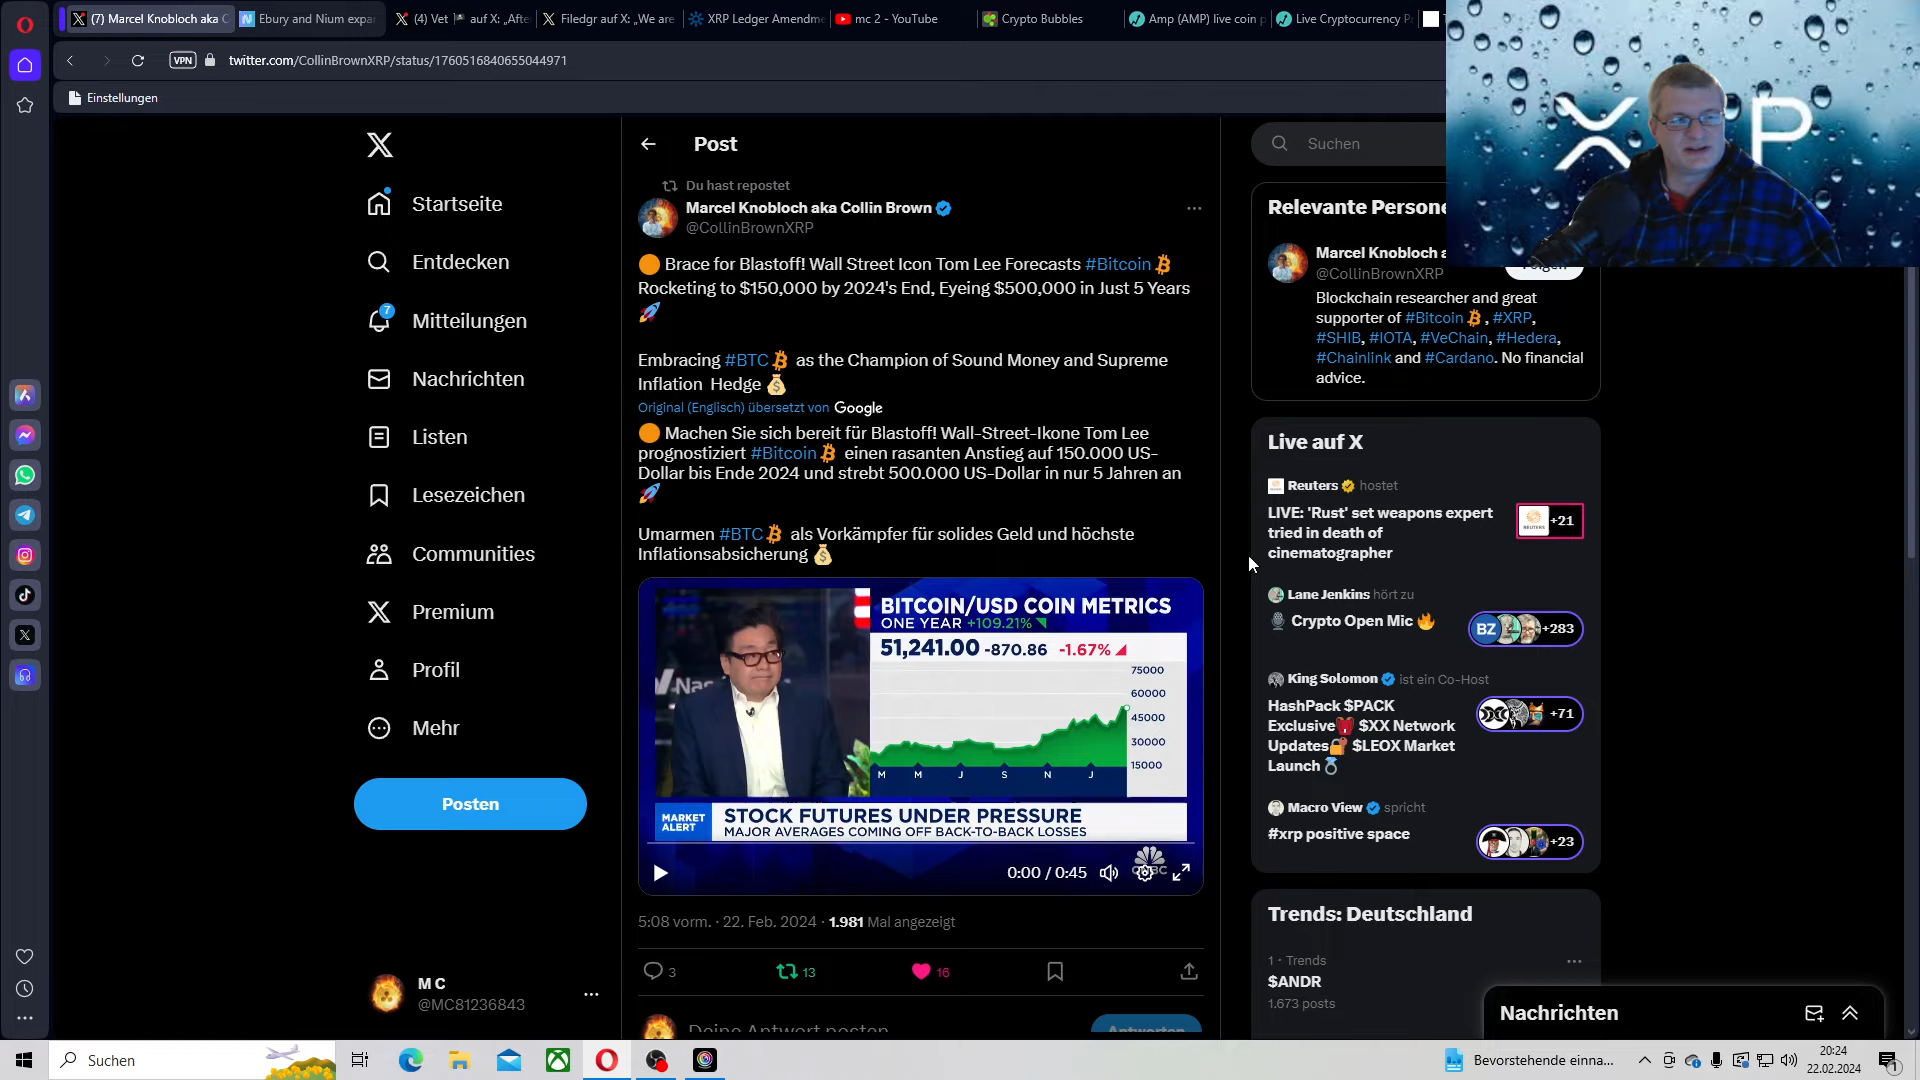 (7) Marcel Knobloch aka C
Ebury and Nium expan
(4) Vet auf X: „Afte
Filedgr auf X: „We are
XRP Ledger Amendme
mc 2 - YouTube
Crypto Bubbles
Amp (AMP) live coin p
Live Cryptocurrency P
VPN
twitter.com/CollinBrownXRP/status/1760516840655044971
Einstellungen
XRP
Startseite
Entdecken
7
Mitteilungen
Nachrichten
Listen
Lesezeichen
Communities
Premium
Profil
Mehr
Posten
M C
@MC81236843
Post
Du hast repostet
Marcel Knobloch aka Collin Brown
@CollinBrownXRP
🟠 Brace for Blastoff! Wall Street Icon Tom Lee Forecasts #Bitcoin
Rocketing to $150,000 by 2024's End, Eyeing $500,000 in Just 5 Years
🚀
Embracing #BTC as the Champion of Sound Money and Supreme
Inflation Hedge 💰
Original (Englisch) übersetzt von Google
🟠 Machen Sie sich bereit für Blastoff! Wall-Street-Ikone Tom Lee
prognostiziert #Bitcoin einen rasanten Anstieg auf 150.000 US-
Dollar bis Ende 2024 und strebt 500.000 US-Dollar in nur 5 Jahren an
🚀
Umarmen #BTC als Vorkämpfer für solides Geld und höchste
Inflationsabsicherung 💰
BITCOIN/USD COIN METRICS
ONE YEAR +109.21%
51,241.00 -870.86 -1.67%
75000
60000
45000
30000
15000
M M J S N J
Nas
MARKET ALERT
STOCK FUTURES UNDER PRESSURE
MAJOR AVERAGES COMING OFF BACK-TO-BACK LOSSES
0:00 / 0:45
5:08 vorm. · 22. Feb. 2024 · 1.981 Mal angezeigt
3 13 16
Deine Antwort posten
Antworten
Suchen
Relevante Persone
Marcel Knobloch a
@CollinBrownXRP
Folgen
Blockchain researcher and great
supporter of #Bitcoin, #XRP,
#SHIB, #IOTA, #VeChain, #Hedera,
#Chainlink and #Cardano. No financial
advice.
Live auf X
Reuters hostet
LIVE: 'Rust' set weapons expert
tried in death of
cinematographer
+21
Lane Jenkins hört zu
🎙 Crypto Open Mic 🔥
BZ +283
King Solomon ist ein Co-Host
HashPack $PACK
Exclusive $XX Network
Updates🔐 $LEOX Market
Launch💍
+71
Macro View spricht
#xrp positive space
+23
Trends: Deutschland
1 · Trends
$ANDR
1.673 posts
Nachrichten
Suchen
Bevorstehende einna...
20:24
22.02.2024
1